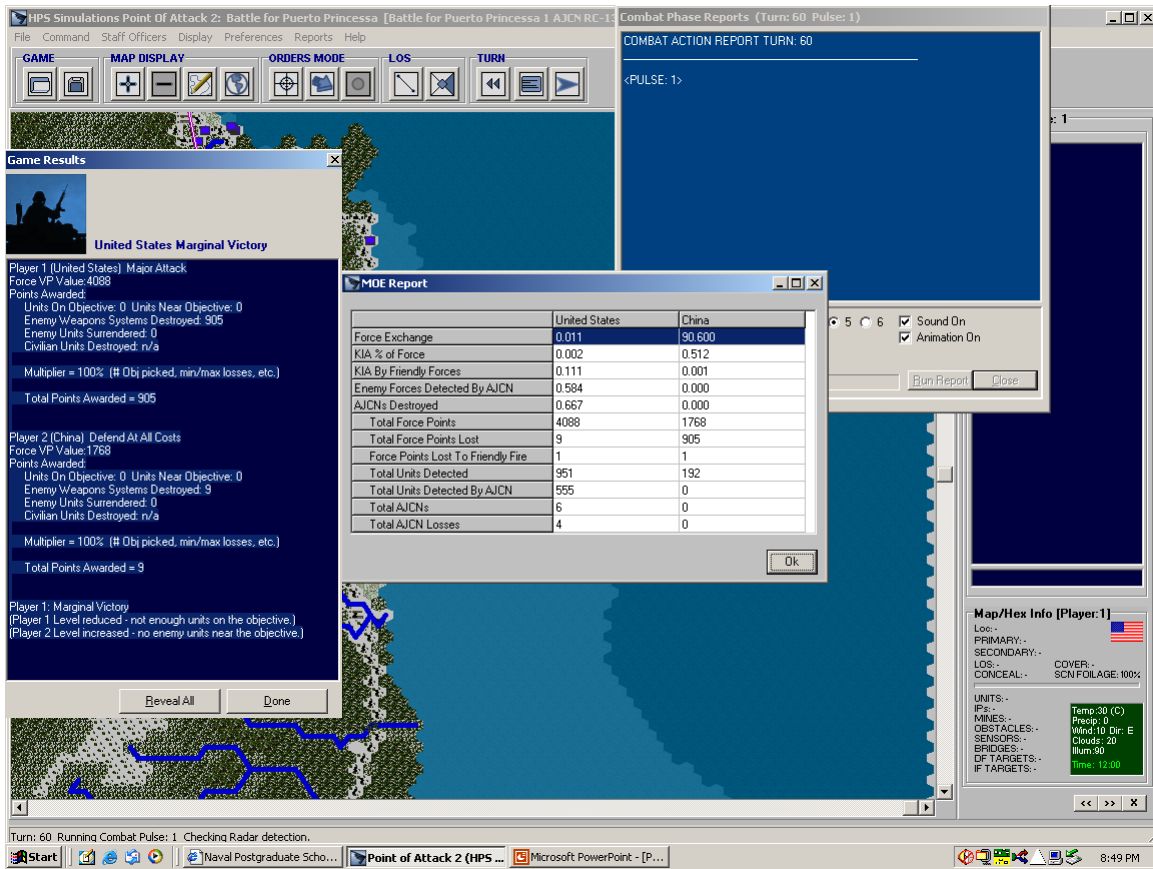 HPS Simulations Point Of Attack 2: Battle for Puerto Princessa [Battle for Puerto Princessa 1 AJCN RC-13
File Command Staff Officers Display Preferences Reports Help
GAME MAP DISPLAY ORDERS MODE LOS TURN
Combat Phase Reports (Turn: 60 Pulse: 1)
COMBAT ACTION REPORT TURN: 60
<PULSE: 1>
5 6 Sound On
Animation On
Run Report Close
e: 1
Game Results
United States Marginal Victory
Player 1 (United States) Major Attack
Force VP Value:4088
Points Awarded:
Units On Objective: 0 Units Near Objective: 0
Enemy Weapons Systems Destroyed: 905
Enemy Units Surrendered: 0
Civilian Units Destroyed: n/a
Multiplier = 100% (# Obj picked, min/max losses, etc.)
Total Points Awarded = 905
Player 2 (China) Defend At All Costs
Force VP Value:1768
Points Awarded:
Units On Objective: 0 Units Near Objective: 0
Enemy Weapons Systems Destroyed: 9
Enemy Units Surrendered: 0
Civilian Units Destroyed: n/a
Multiplier = 100% (# Obj picked, min/max losses, etc.)
Total Points Awarded = 9
Player 1: Marginal Victory
(Player 1 Level reduced - not enough units on the objective.)
(Player 2 Level increased - no enemy units near the objective.)
Reveal All Done
MOE Report
United States China
Force Exchange 0.011 90.600
KIA % of Force 0.002 0.512
KIA By Friendly Forces 0.111 0.001
Enemy Forces Detected By AJCN 0.584 0.000
AJCNs Destroyed 0.667 0.000
Total Force Points 4088 1768
Total Force Points Lost 9 905
Force Points Lost To Friendly Fire 1 1
Total Units Detected 951 192
Total Units Detected By AJCN 555 0
Total AJCNs 6 0
Total AJCN Losses 4 0
Ok
Map/Hex Info [Player:1]
Loc: -
PRIMARY: -
SECONDARY: -
LOS: - COVER: -
CONCEAL: - SCN FOILAGE: 100%
UNITS: -
IPs: -
MINES: -
OBSTACLES: -
SENSORS: -
BRIDGES: -
DF TARGETS: -
IF TARGETS: -
Temp:30 (C)
Precip: 0
Wind:10 Dir: E
Clouds: 20
Illum:90
Time: 12:00
<< >> X
Turn: 60 Running Combat Pulse: 1 Checking Radar detection.
Start Naval Postgraduate Scho... Point of Attack 2 (HPS ... Microsoft PowerPoint - [P... 8:49 PM